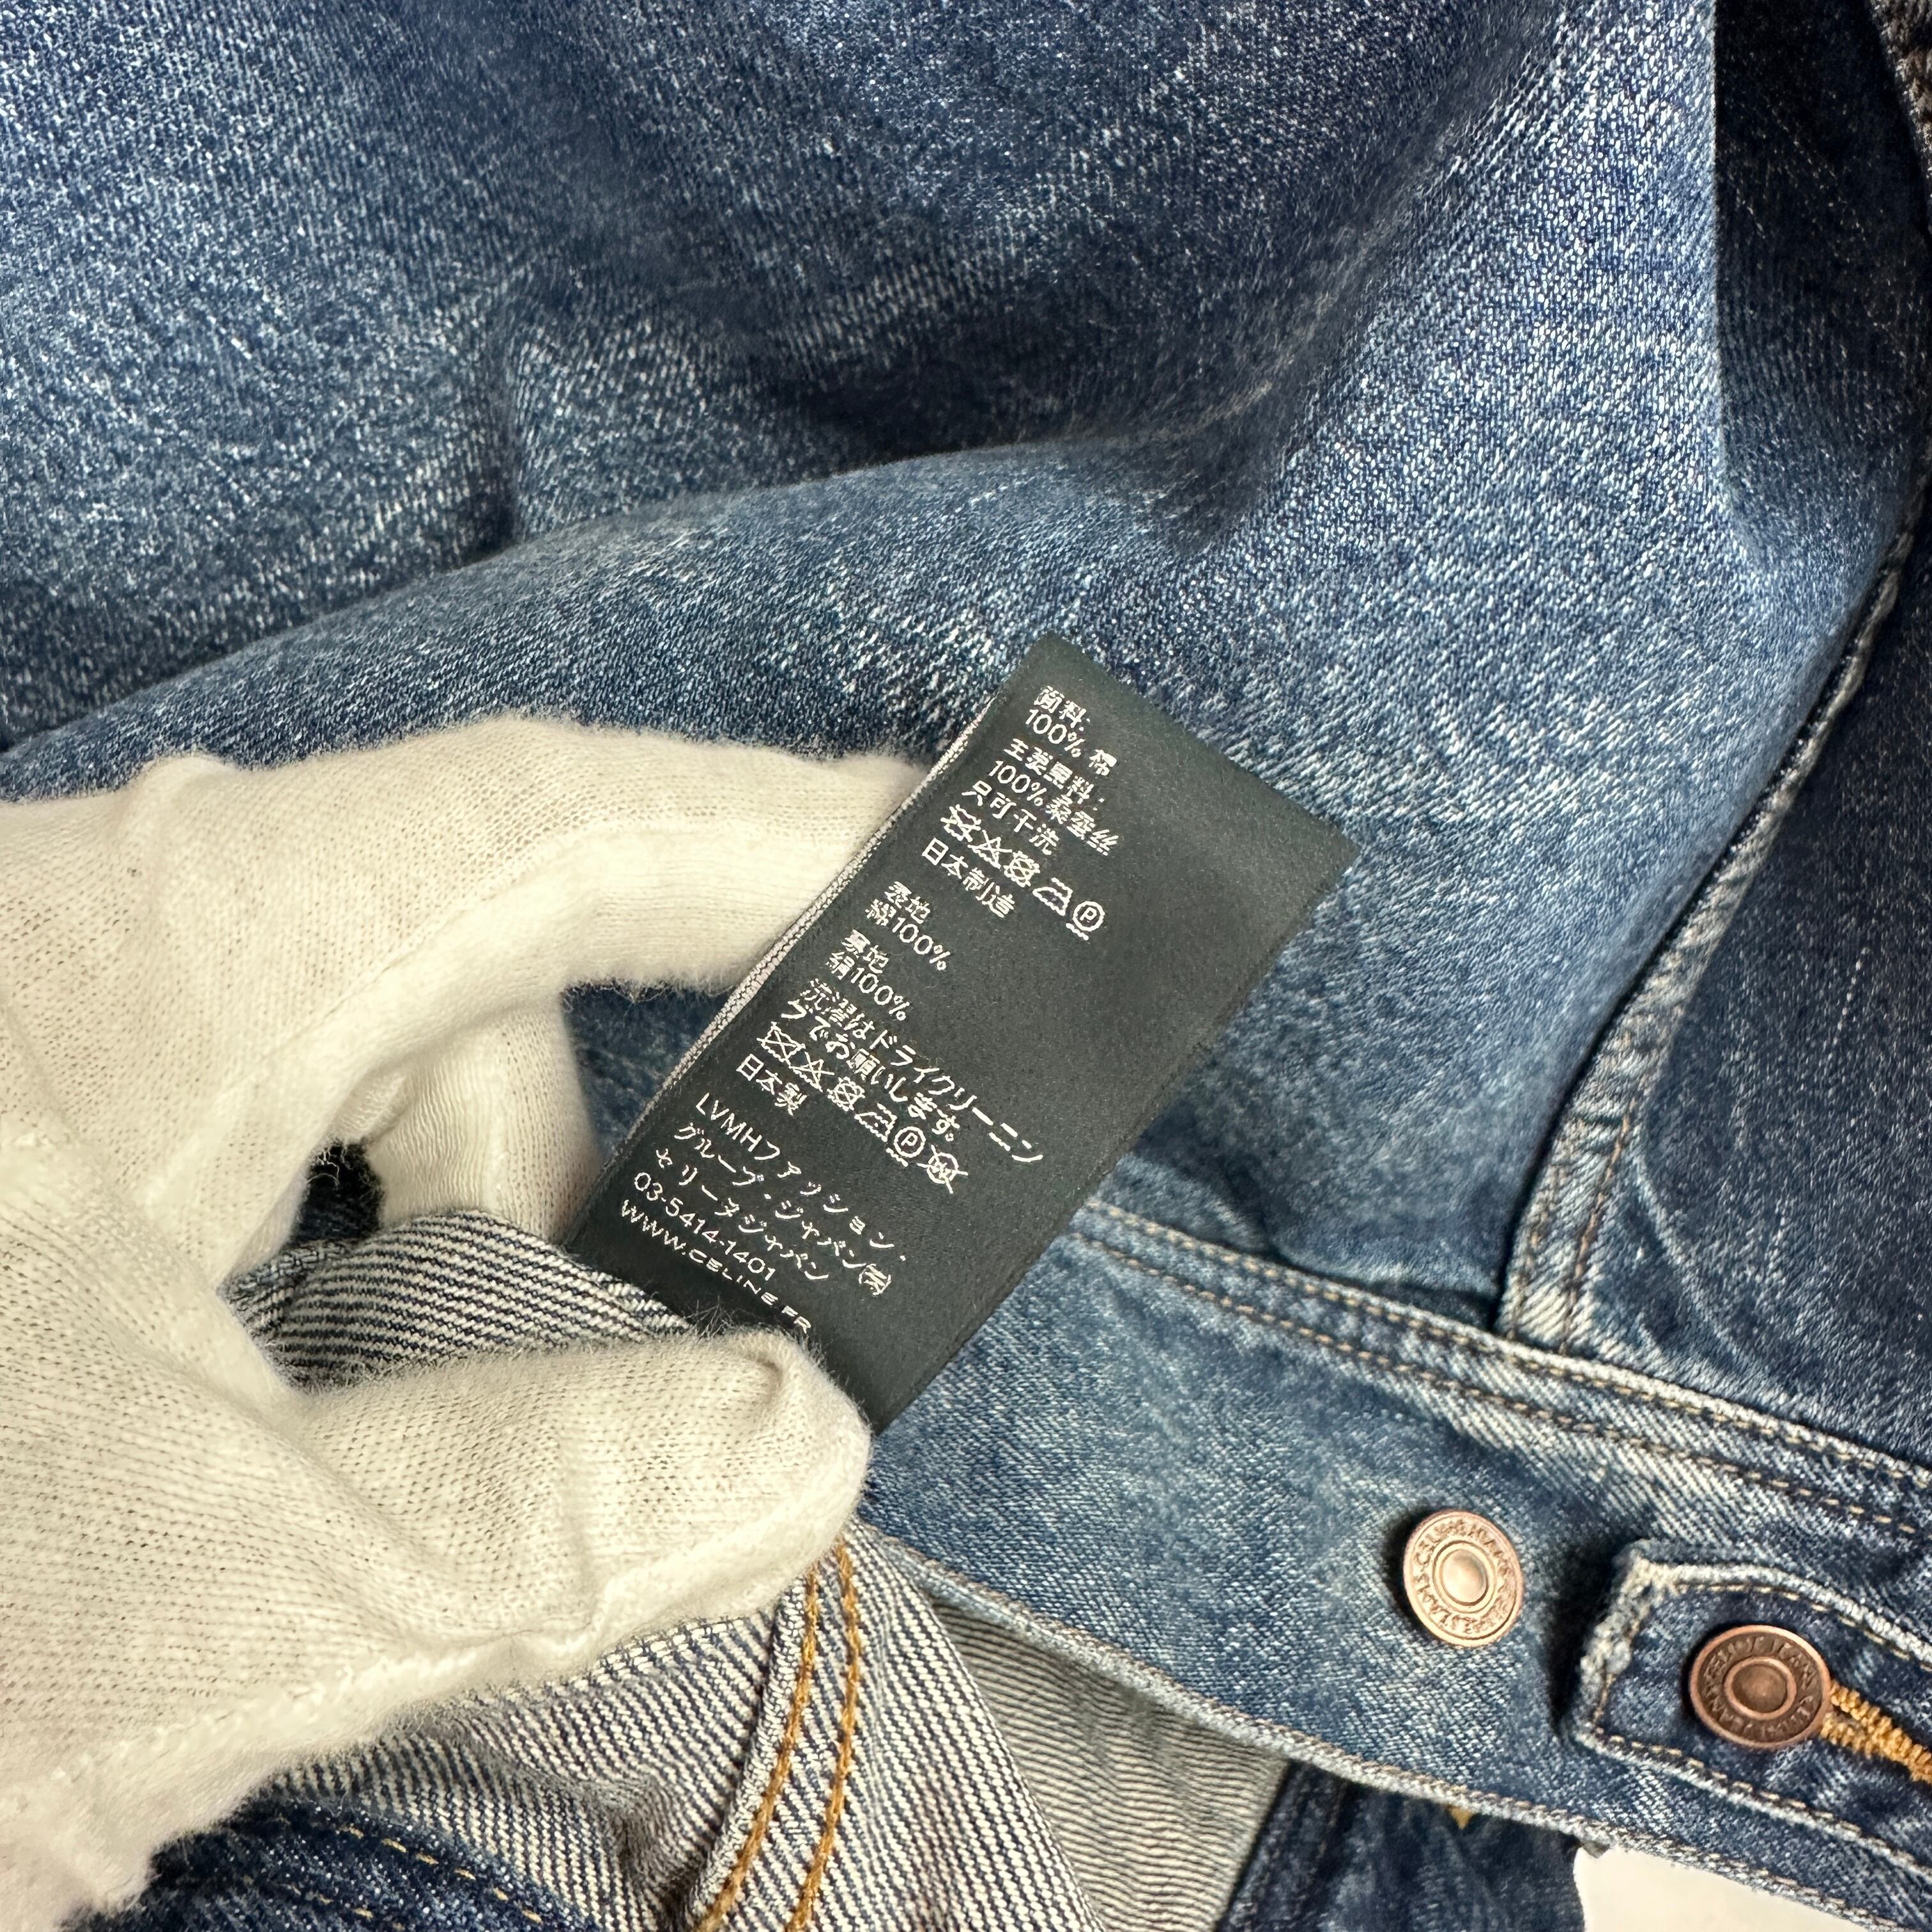 面料:
100% 棉
主装里料:
100%桑蚕丝
只可干洗
P
日本制造
表地
綿100%
裏地
絹100%
洗濯はドライクリーニン
グでお願いします。
P W
日本製
LVMHファッション・
グループ・ジャパン㈱
セリーヌジャパン
03-5414-1401
WWW.CELINE.FR